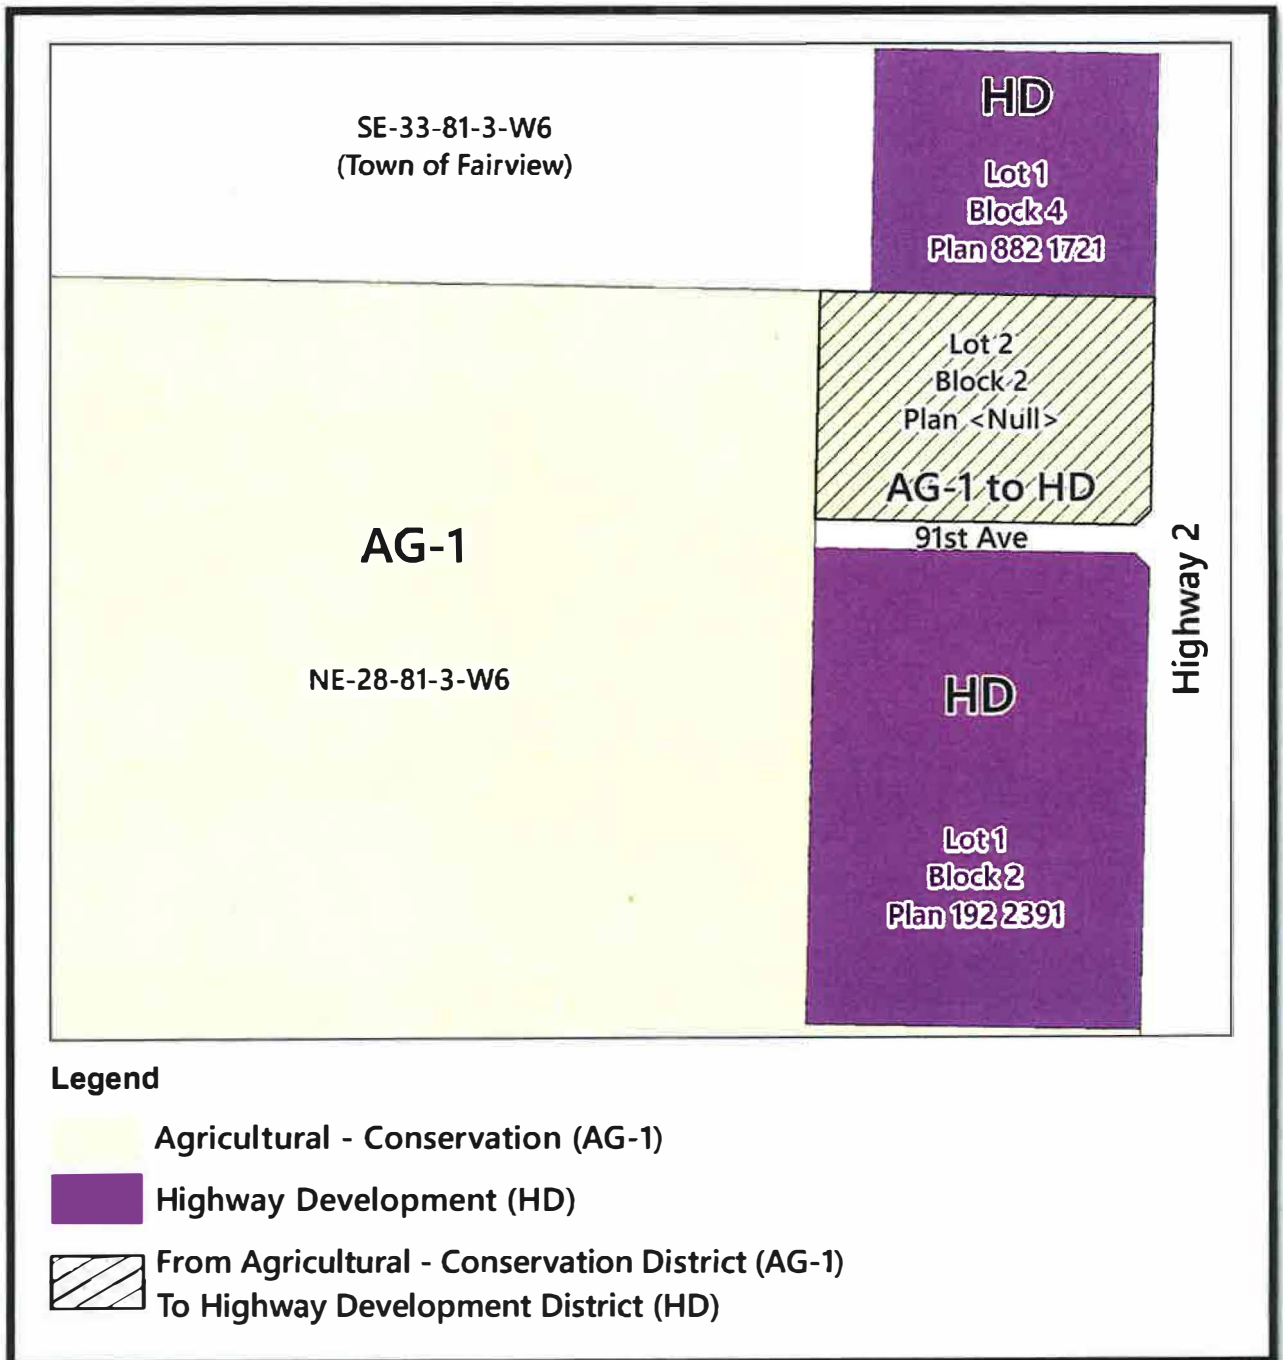 SE-33-81-3-W6
(Town of Fairview)
HD
Lot 1
Block 4
Plan 882 1721
Lot 2
Block 2
Plan <Null>
AG-1 to HD
91st Ave
Highway 2
AG-1
NE-28-81-3-W6
HD
Lot 1
Block 2
Plan 192 2391
Legend
Agricultural - Conservation (AG-1)
Highway Development (HD)
From Agricultural - Conservation District (AG-1)
To Highway Development District (HD)